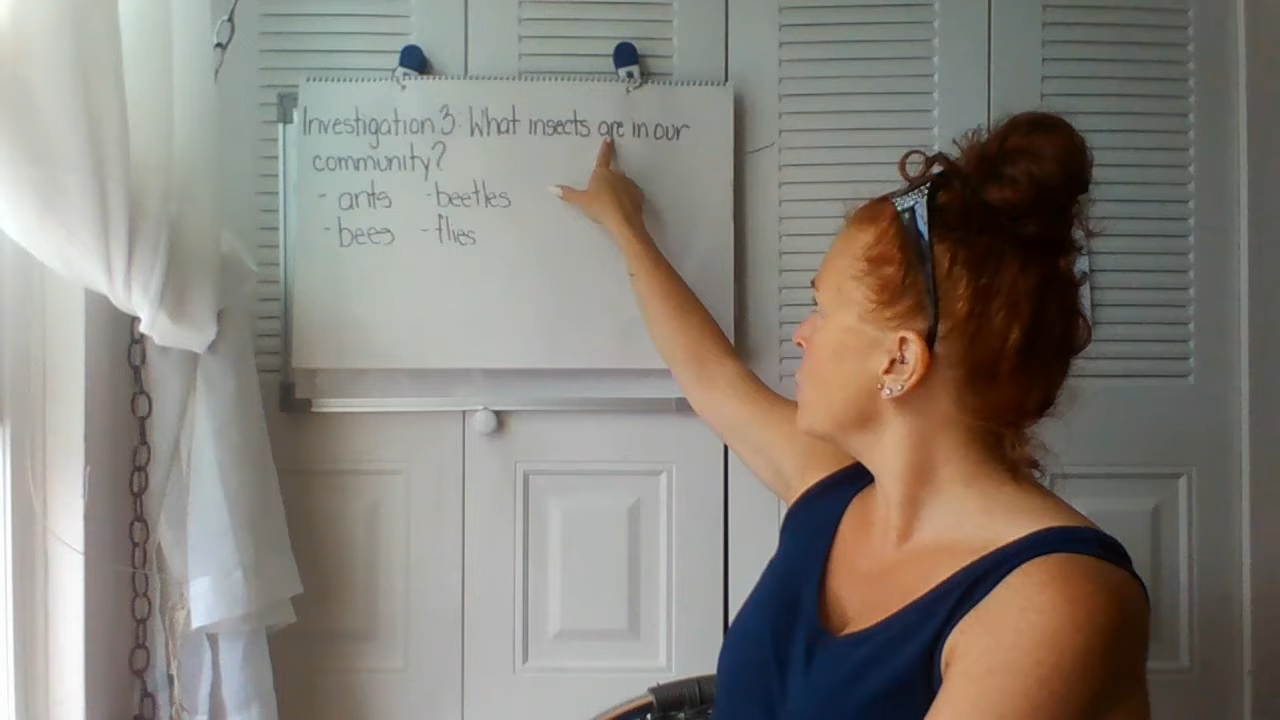 Investigation 3: What insects are in our
community?
- ants - beetles
- bees - flies